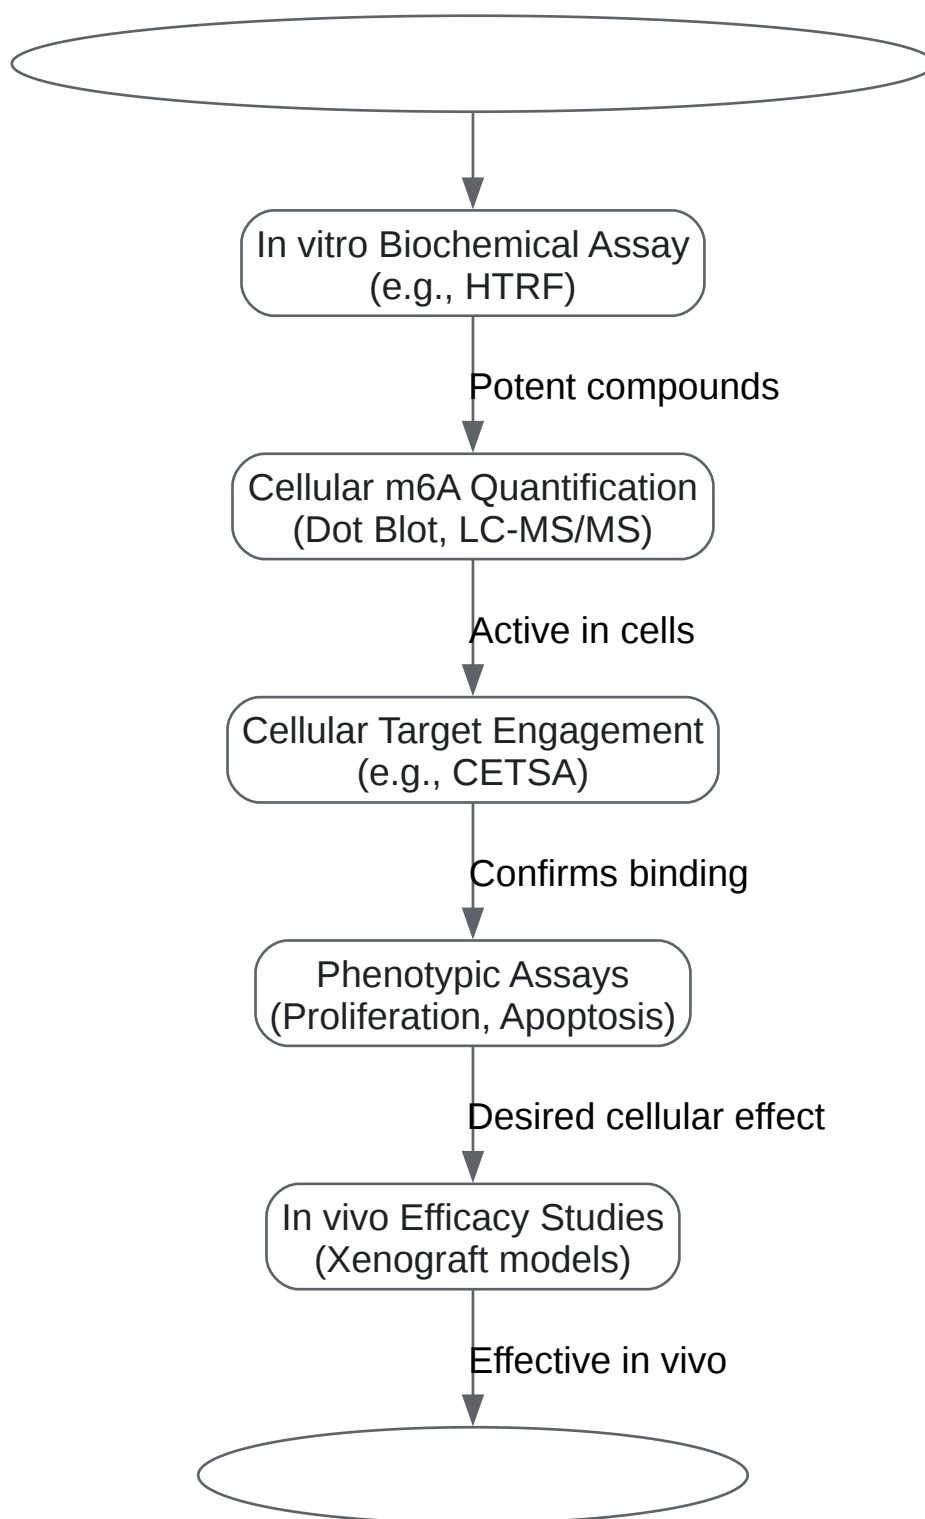 In vitro Biochemical Assay
(e.g., HTRF)
Potent compounds
Cellular m6A Quantification
(Dot Blot, LC-MS/MS)
Active in cells
Cellular Target Engagement
(e.g., CETSA)
Confirms binding
Phenotypic Assays
(Proliferation, Apoptosis)
Desired cellular effect
In vivo Efficacy Studies
(Xenograft models)
Effective in vivo